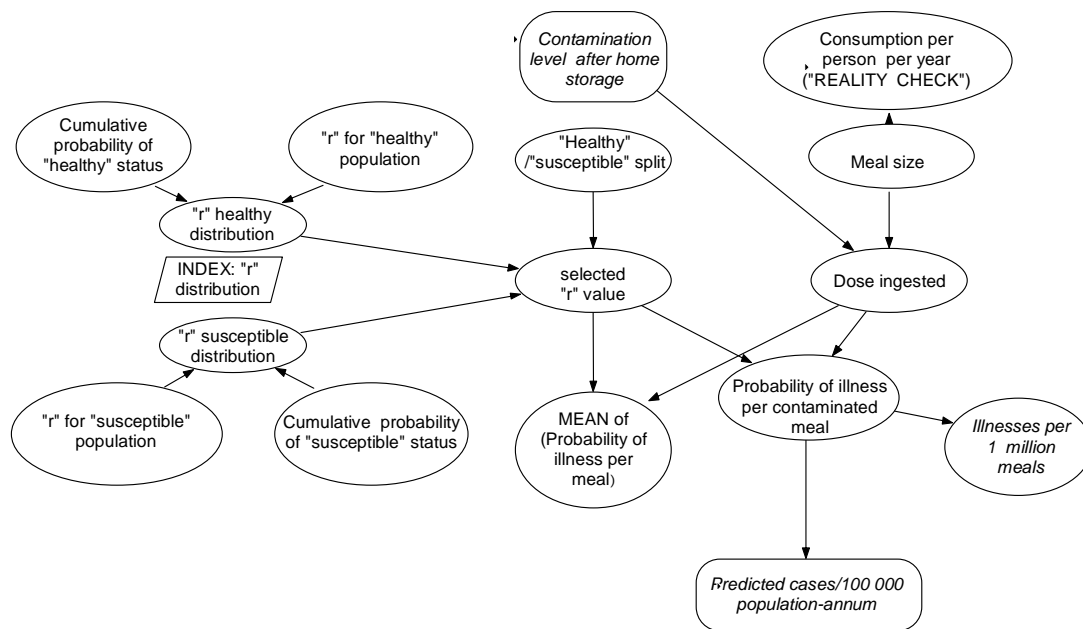 Contamination
level  after home
storage
Consumption per
person  per year
("REALITY  CHECK")
Cumulative
probability of
"healthy" status
"r" for "healthy"
population
"Healthy"
/"susceptible" split
Meal size
"r" healthy
distribution
INDEX: "r"
distribution
selected
"r" value
Dose ingested
"r" susceptible
distribution
"r" for "susceptible"
population
Cumulative  probability
of "susceptible" status
MEAN of
(Probability of
illness per
meal)
Probability of illness
per contaminated
meal
Illnesses per
1  million
meals
Predicted cases/100 000
population-annum